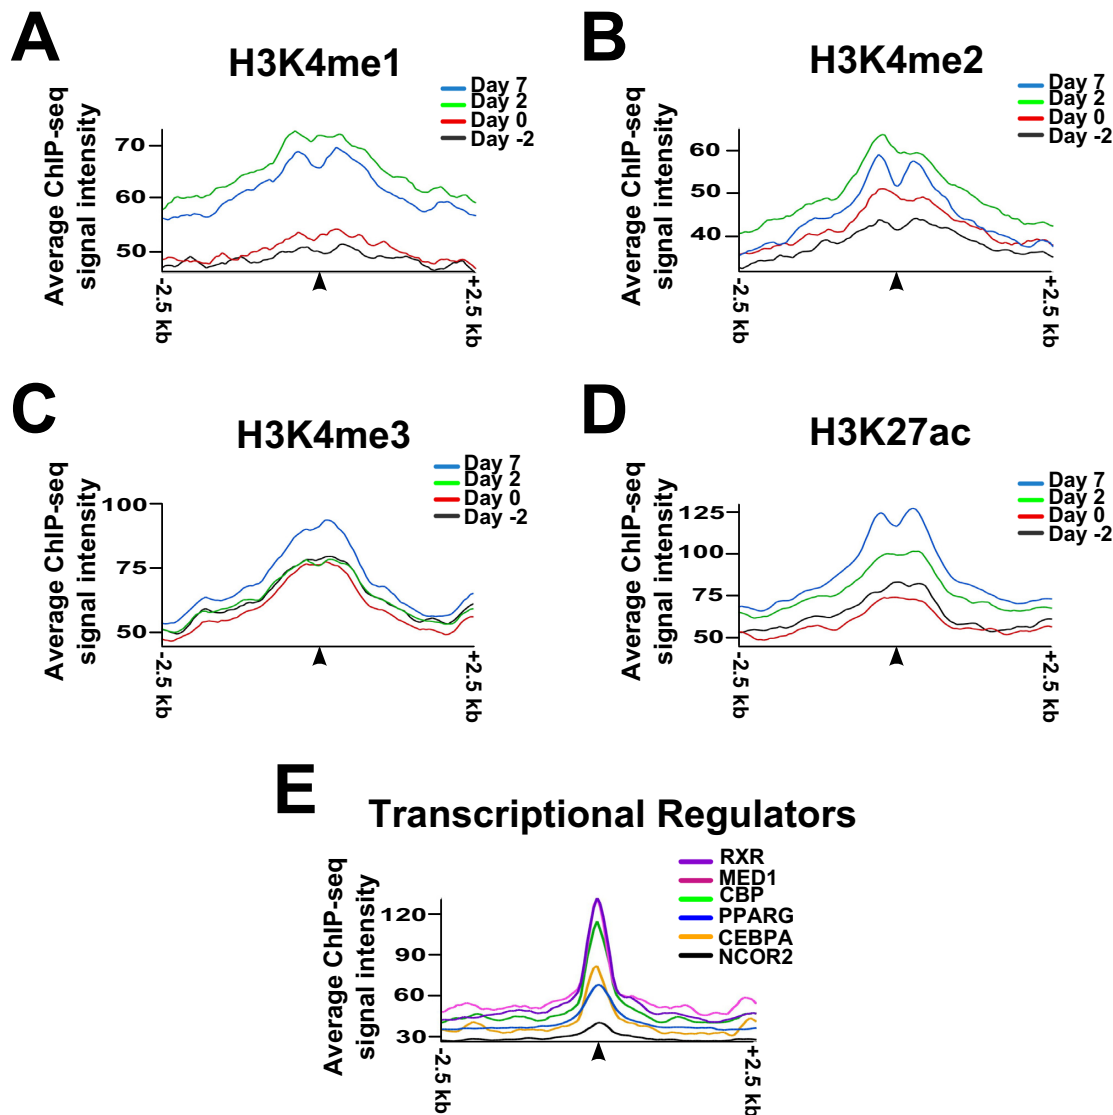 A
H3K4me1
Average ChIP-seq
signal intensity
Day 7
Day 2
Day 0
Day -2
70
60
50
-2.5 kb
+2.5 kb
B
H3K4me2
Average ChIP-seq
signal intensity
Day 7
Day 2
Day 0
Day -2
60
50
40
-2.5 kb
+2.5 kb
C
H3K4me3
Average ChIP-seq
signal intensity
Day 7
Day 2
Day 0
Day -2
100
75
50
-2.5 kb
+2.5 kb
D
H3K27ac
Average ChIP-seq
signal intensity
Day 7
Day 2
Day 0
Day -2
125
100
75
50
-2.5 kb
+2.5 kb
E
Transcriptional Regulators
Average ChIP-seq
signal intensity
RXR
MED1
CBP
PPARG
CEBPA
NCOR2
120
90
60
30
-2.5 kb
+2.5 kb